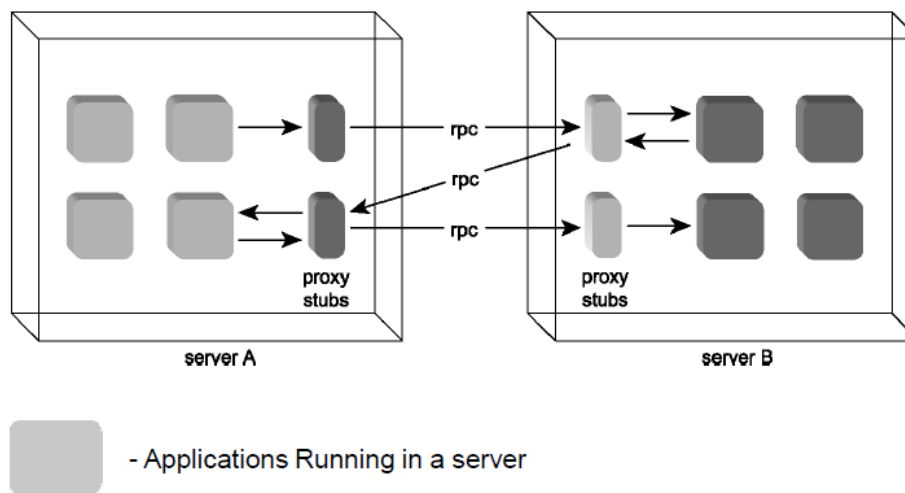 rpc
rpc
rpc
proxy
stubs
proxy
stubs
server A
server B
- Applications Running in a server